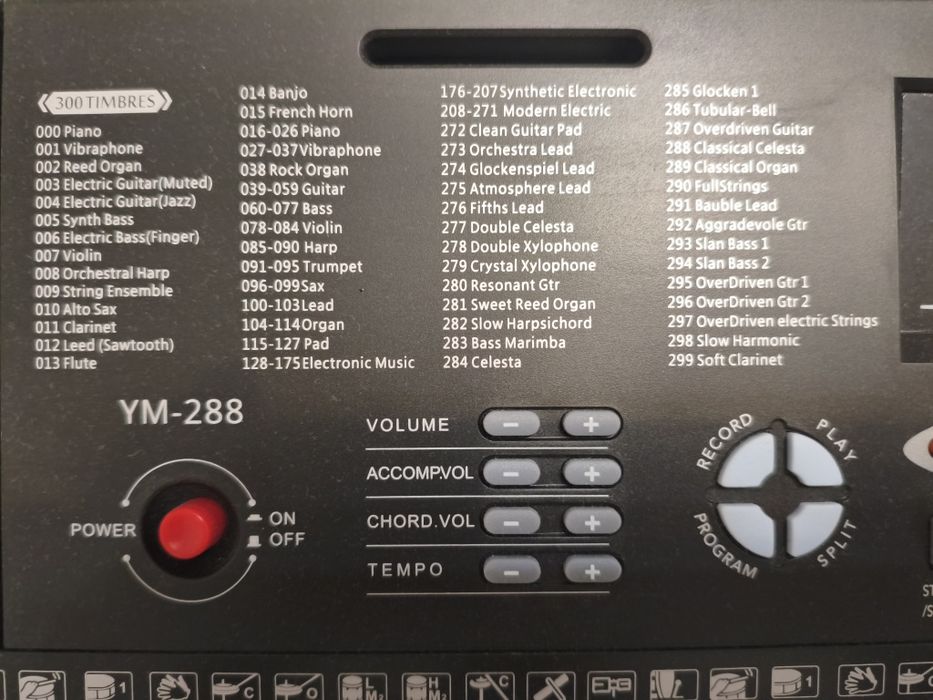 300 TIMBRES
000 Piano
001 Vibraphone
002 Reed Organ
003 Electric Guitar(Muted)
004 Electric Guitar(Jazz)
005 Synth Bass
006 Electric Bass(Finger)
007 Violin
008 Orchestral Harp
009 String Ensemble
010 Alto Sax
011 Clarinet
012 Leed (Sawtooth)
013 Flute
014 Banjo
015 French Horn
016-026 Piano
027-037 Vibraphone
038 Rock Organ
039-059 Guitar
060-077 Bass
078-084 Violin
085-090 Harp
091-095 Trumpet
096-099 Sax
100-103 Lead
104-114 Organ
115-127 Pad
128-175 Electronic Music
176-207 Synthetic Electronic
208-271 Modern Electric
272 Clean Guitar Pad
273 Orchestra Lead
274 Glockenspiel Lead
275 Atmosphere Lead
276 Fifths Lead
277 Double Celesta
278 Double Xylophone
279 Crystal Xylophone
280 Resonant Gtr
281 Sweet Reed Organ
282 Slow Harpsichord
283 Bass Marimba
284 Celesta
285 Glocken 1
286 Tubular-Bell
287 Overdriven Guitar
288 Classical Celesta
289 Classical Organ
290 FullStrings
291 Bauble Lead
292 Aggradevole Gtr
293 Slan Bass 1
294 Slan Bass 2
295 OverDriven Gtr 1
296 OverDriven Gtr 2
297 OverDriven electric Strings
298 Slow Harmonic
299 Soft Clarinet
YM-288
POWER
ON
OFF
VOLUME - +
ACCOMP.VOL - +
CHORD.VOL - +
TEMPO - +
RECORD
PLAY
PROGRAM
SPLIT
1
C
O
L
M2
H
M2
C
1
C